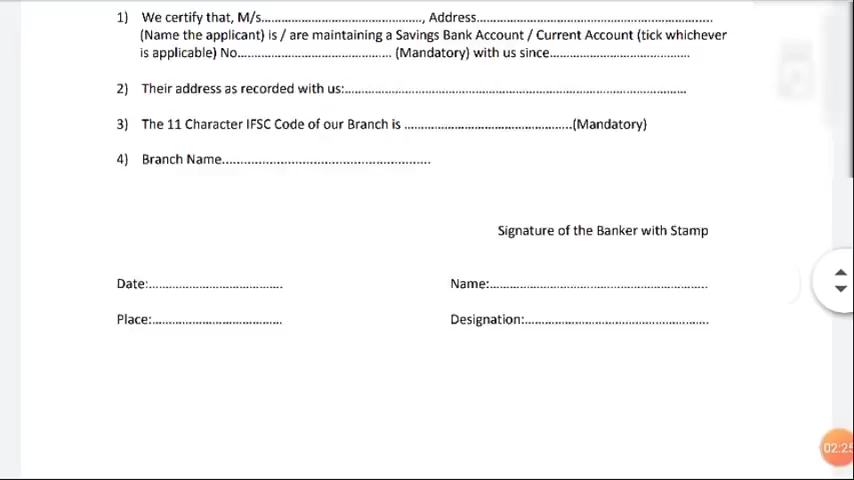 1) We certify that, M/s................................................., Address........................................................................
(Name the applicant) is / are maintaining a Savings Bank Account / Current Account (tick whichever
is applicable) No............................................... (Mandatory) with us since...........................................
2) Their address as recorded with us:.........................................................................................................
3) The 11 Character IFSC Code of our Branch is ...................................................(Mandatory)
4) Branch Name................................................................
Signature of the Banker with Stamp
Date:......................................... Name:...................................................................
Place:........................................ Designation:........................................................
02:25